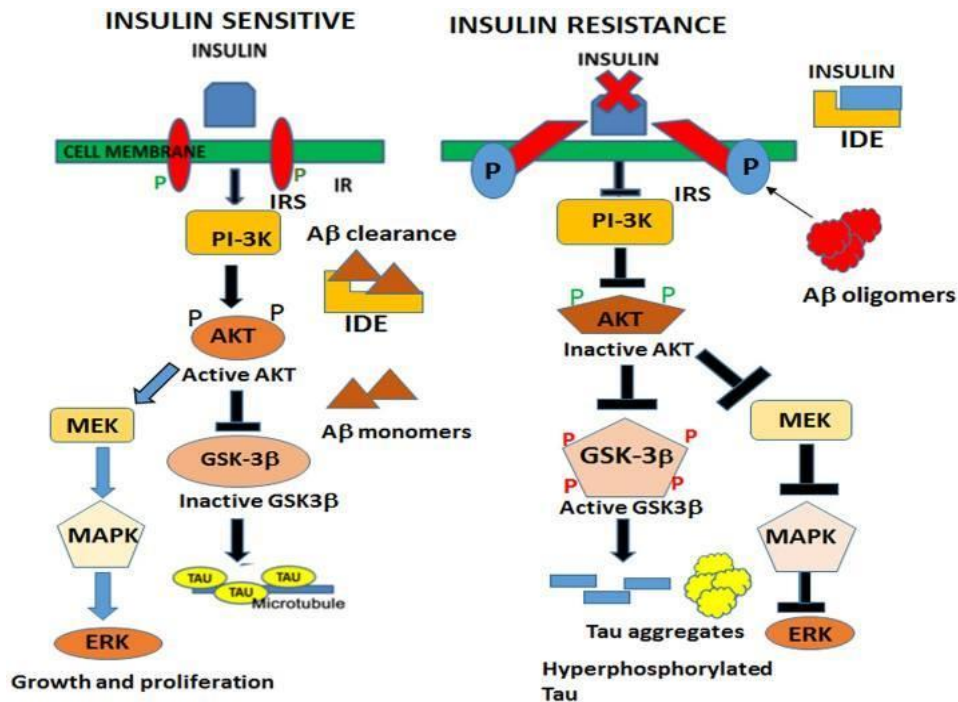 INSULIN SENSITIVE
INSULIN
CELL MEMBRANE
P
P
IR
IRS
PI-3K
Aβ clearance
IDE
P
P
AKT
Active AKT
Aβ monomers
MEK
GSK-3β
Inactive GSK3β
MAPK
TAU
TAU
TAU
Microtubule
ERK
Growth and proliferation
INSULIN RESISTANCE
INSULIN
INSULIN
IDE
P
P
IRS
PI-3K
Aβ oligomers
P
P
AKT
Inactive AKT
MEK
P
P
GSK-3β
P
P
Active GSK3β
MAPK
Tau aggregates
ERK
Hyperphosphorylated
Tau